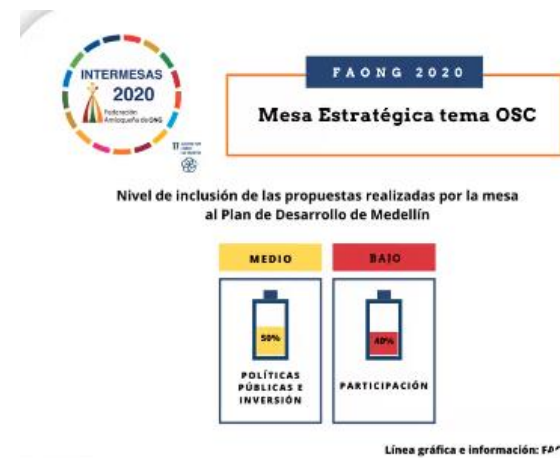 INTERMESAS
2020
Federación
Antioqueña de ONG
FAONG 2020
Mesa Estratégica tema OSC
Nivel de inclusión de las propuestas realizadas por la mesa
al Plan de Desarrollo de Medellín
MEDIO
BAJO
50%
40%
POLÍTICAS
PÚBLICAS E
INVERSIÓN
PARTICIPACIÓN
Línea gráfica e información: